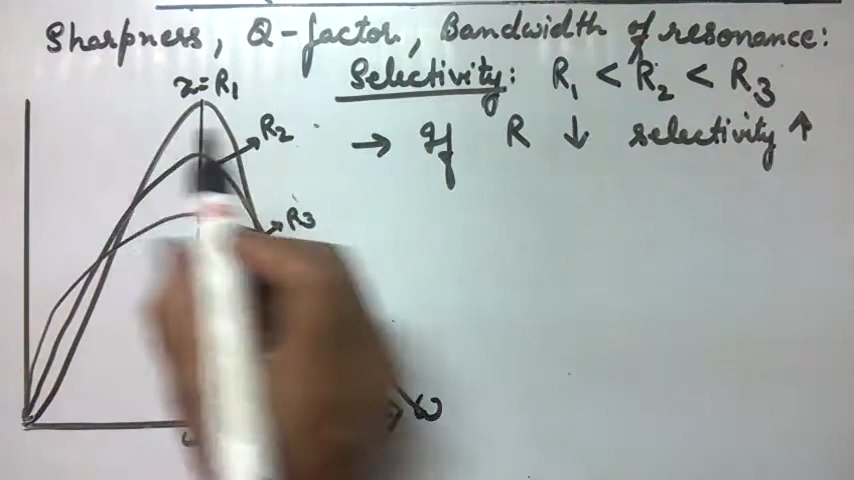 Sharpness, Q-factor, Bandwidth of resonance:
Selectivity: R₁ < R₂ < R₃
z=R₁
R₂
→ If R ↓ selectivity ↑
R₃
ω